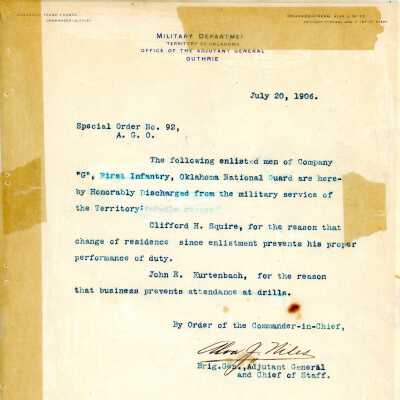 MILITARY DEPARTMENT
TERRITORY OF OKLAHOMA
OFFICE OF THE ADJUTANT GENERAL
GUTHRIE
July 20, 1906.
Special Order No. 92,
A. G. O.
The following enlisted men of Company
"G", First Infantry, Oklahoma National Guard are here-
by Honorably Discharged from the military service of
the Territory:
Clifford H. Squire, for the reason that
change of residence since enlistment prevents his proper
performance of duty.
John E. Kurtenbach, for the reason
that business prevents attendance at drills.
By Order of the Commander-in-Chief,
Alva J. Niles
Brig.Gen., Adjutant General
and Chief of Staff.